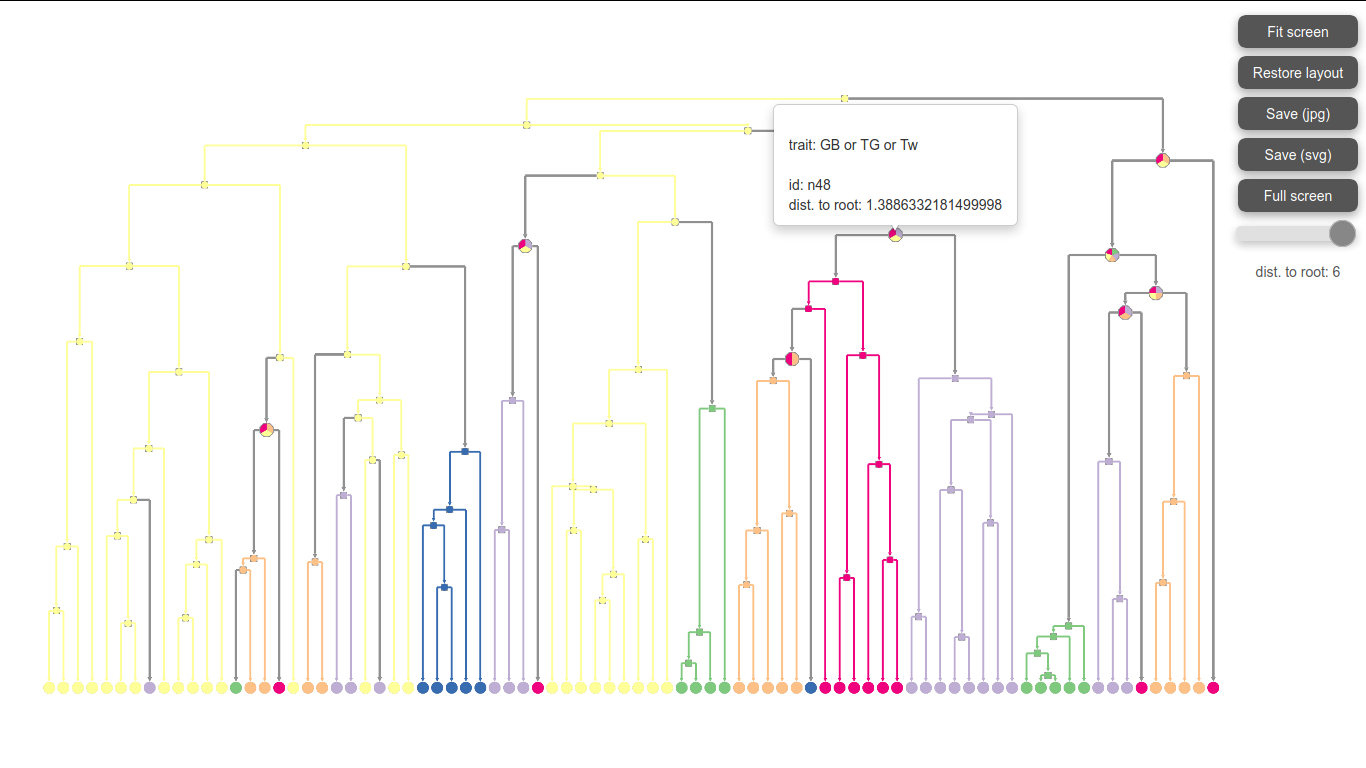 Fit screen
Restore layout
Save (jpg)
Save (svg)
Full screen
dist. to root: 6
trait: GB or TG or Tw
id: n48
dist. to root: 1.3886332181499998